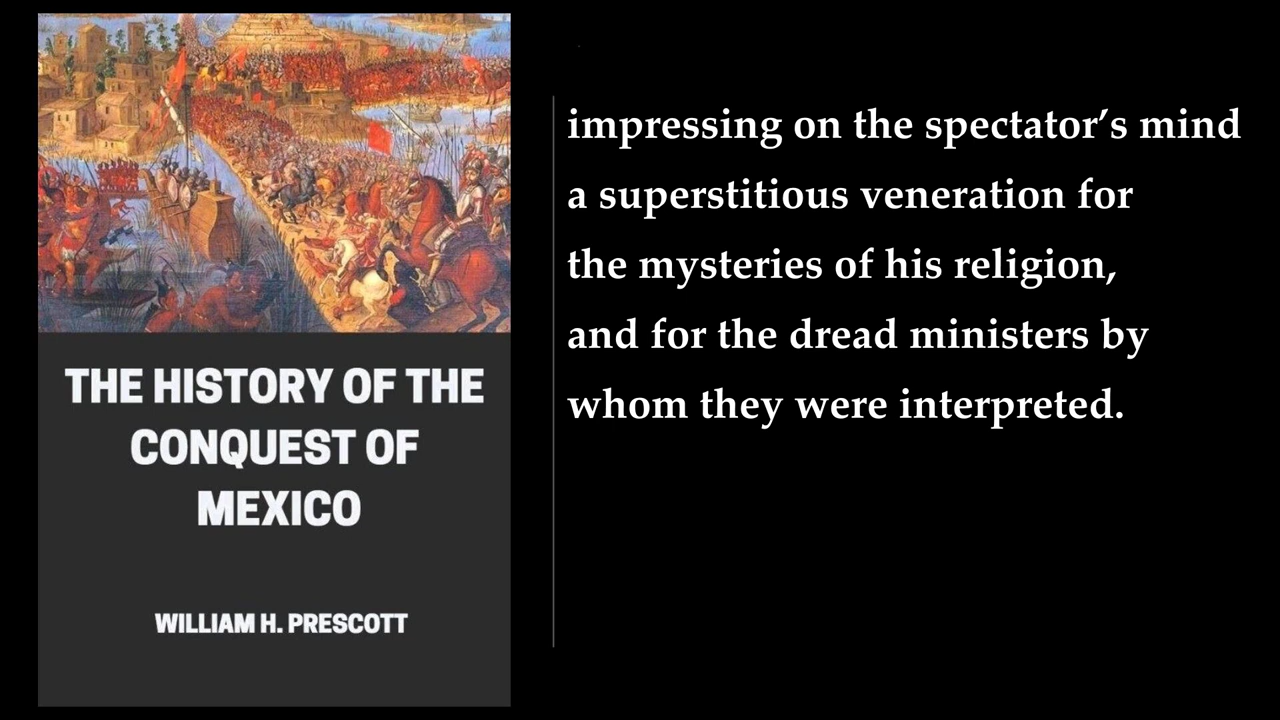 THE HISTORY OF THE
CONQUEST OF
MEXICO
WILLIAM H. PRESCOTT
impressing on the spectator’s mind
a superstitious veneration for
the mysteries of his religion,
and for the dread ministers by
whom they were interpreted.